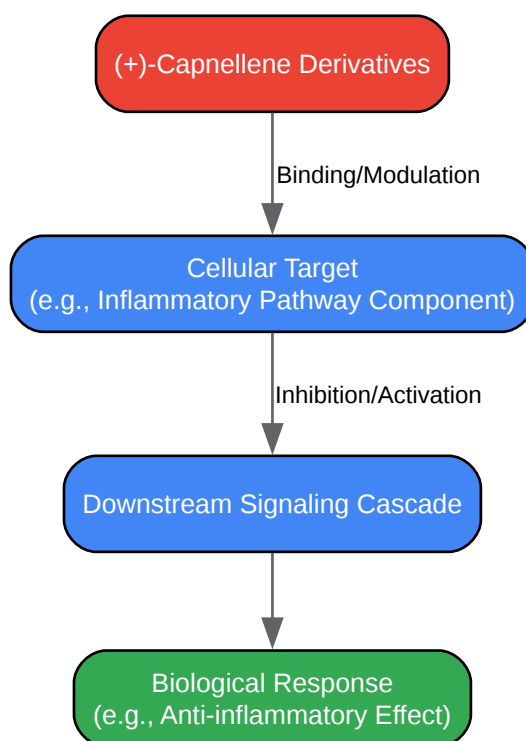 (+)-Capnellene Derivatives
Binding/Modulation
Cellular Target
(e.g., Inflammatory Pathway Component)
Inhibition/Activation
Downstream Signaling Cascade
Biological Response
(e.g., Anti-inflammatory Effect)